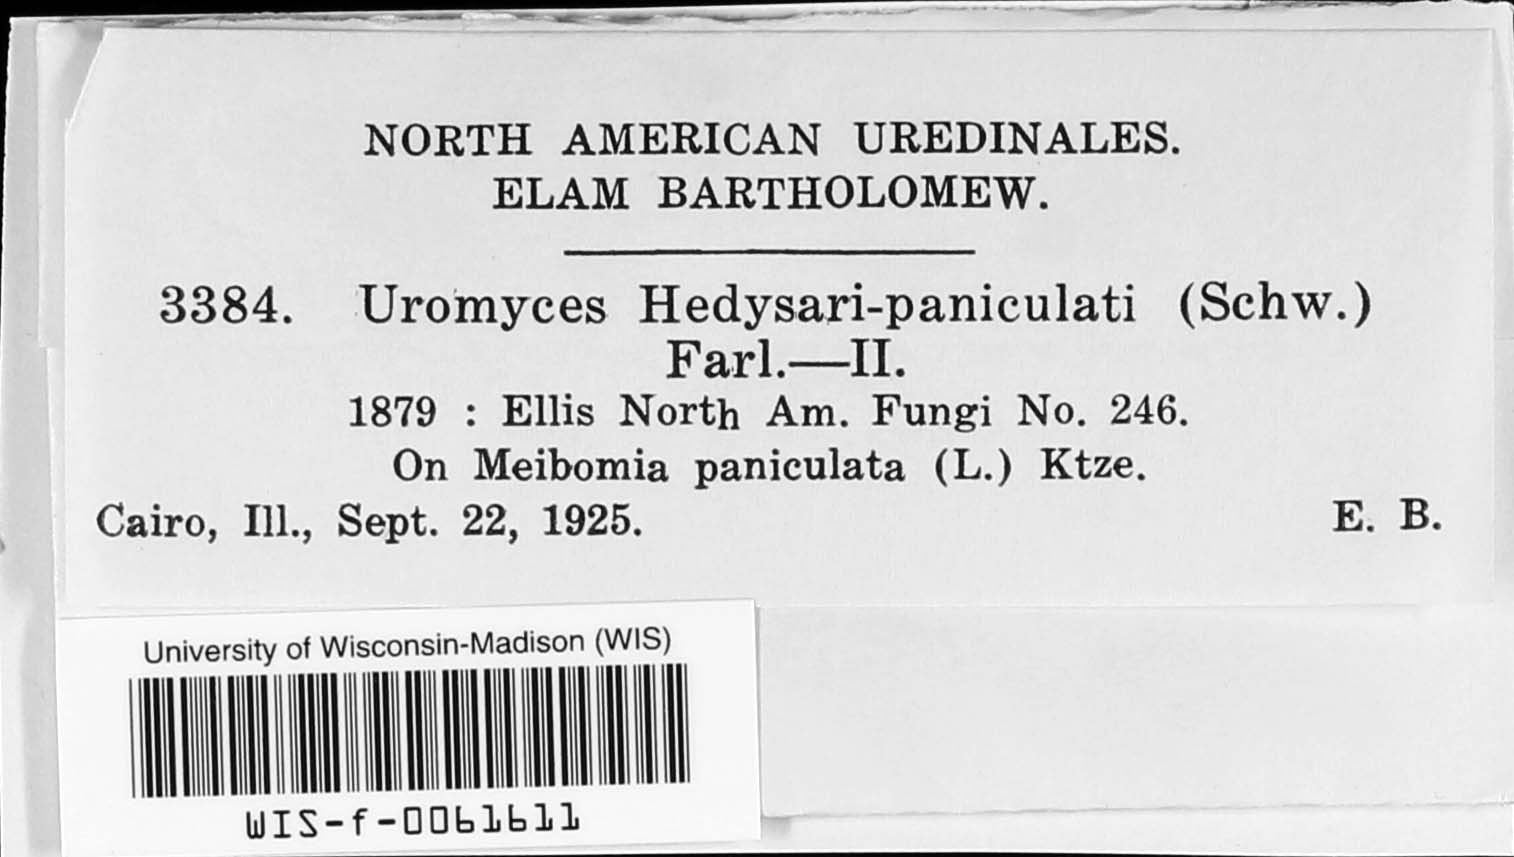 NORTH AMERICAN UREDINALES.
ELAM BARTHOLOMEW.
3384. Uromyces Hedysari-paniculati (Schw.)
Farl.—II.
1879 : Ellis North Am. Fungi No. 246.
On Meibomia paniculata (L.) Ktze.
Cairo, Ill., Sept. 22, 1925. E. B.
University of Wisconsin-Madison (WIS)
WIS-f-0061611